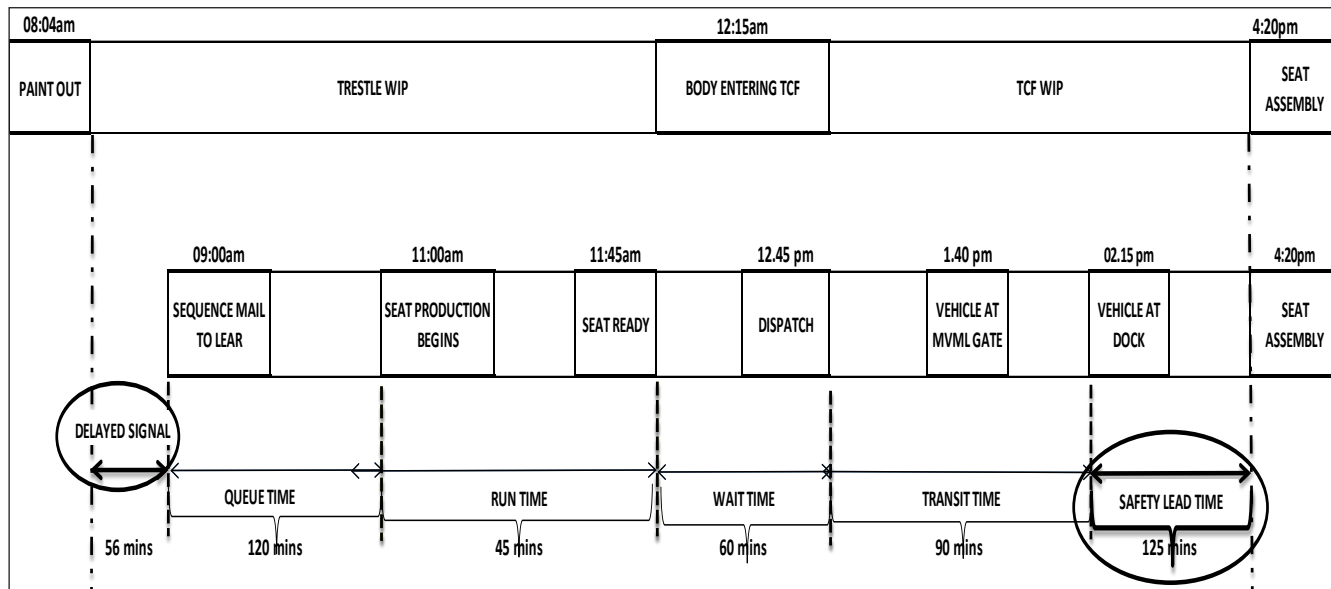 08:04am
12:15am
4:20pm
PAINT OUT
TRESTLE WIP
BODY ENTERING TCF
TCF WIP
SEAT
ASSEMBLY
09:00am
11:00am
11:45am
12.45 pm
1.40 pm
02.15 pm
4:20pm
SEQUENCE MAIL
TO LEAR
SEAT PRODUCTION
BEGINS
SEAT READY
DISPATCH
VEHICLE AT
MVML GATE
VEHICLE AT
DOCK
SEAT
ASSEMBLY
DELAYED SIGNAL
QUEUE TIME
RUN TIME
WAIT TIME
TRANSIT TIME
SAFETY LEAD TIME
56 mins
120 mins
45 mins
60 mins
90 mins
125 mins